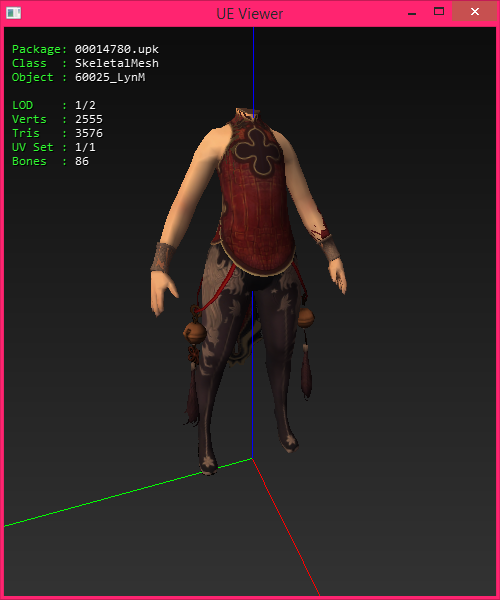 UE Viewer
Package: 00014780.upk
Class : SkeletalMesh
Object : 60025_LynM
LOD : 1/2
Verts : 2555
Tris : 3576
UV Set : 1/1
Bones : 86